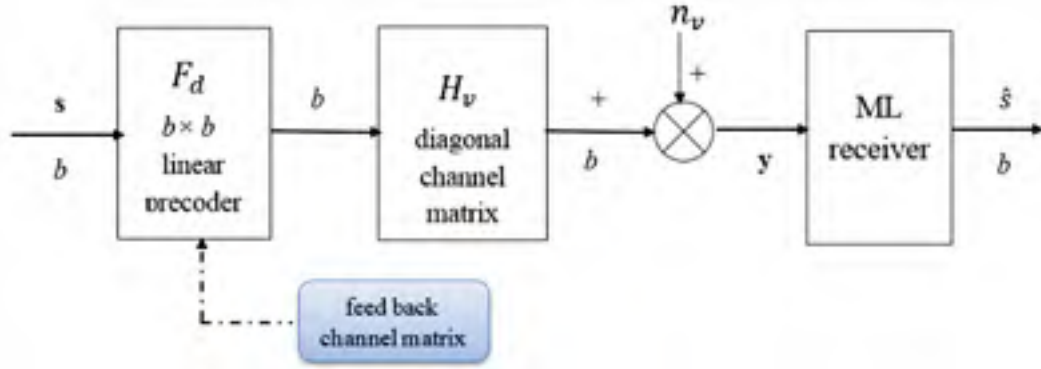 s
b
F_d
b × b
linear
precoder
b
H_v
diagonal
channel
matrix
+
b
n_v
+
y
ML
receiver
ŝ
b
feed back
channel matrix